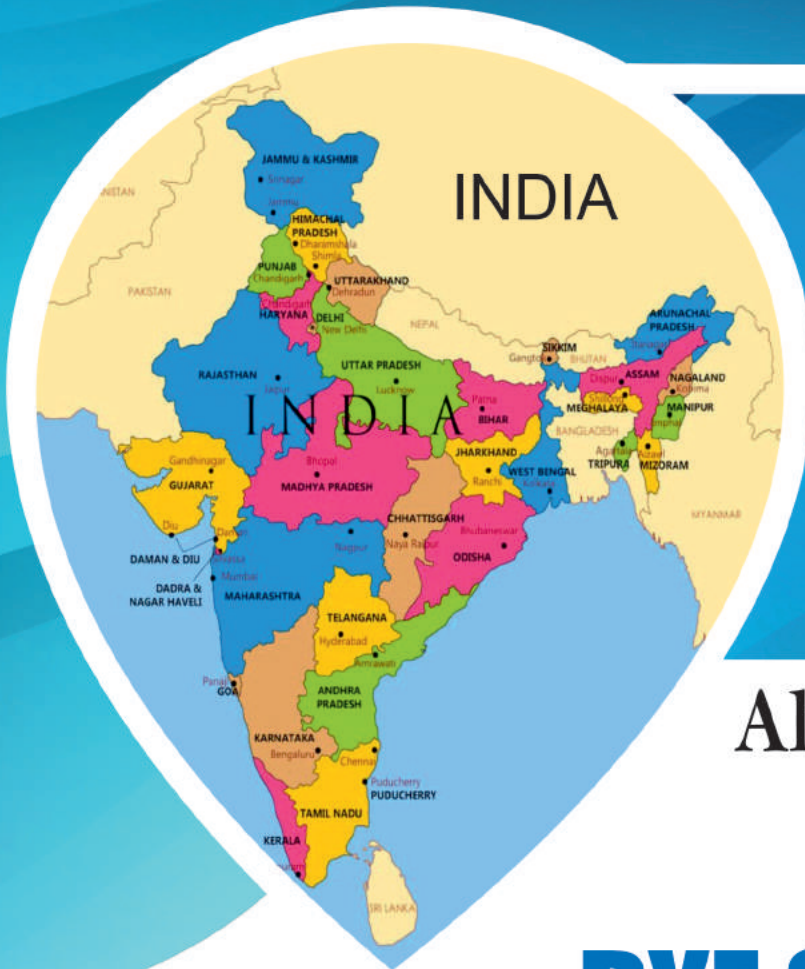 INDIA
JAMMU & KASHMIR
Srinagar
Jammu
HIMACHAL
PRADESH
Dharamshala
Shimla
PUNJAB
Chandigarh
UTTARAKHAND
Dehradun
PAKISTAN
Chandigarh
HARYANA
DELHI
New Delhi
NEPAL
ARUNACHAL
PRADESH
Itanagar
SIKKIM
Gangtok
BHUTAN
RAJASTHAN
Jaipur
UTTAR PRADESH
Lucknow
Dispur
ASSAM
NAGALAND
Kohima
Patna
BIHAR
Shillong
MEGHALAYA
MANIPUR
Imphal
INDIA
BANGLADESH
Agartala
TRIPURA
Aizawl
MIZORAM
Gandhinagar
GUJARAT
Bhopal
MADHYA PRADESH
JHARKHAND
Ranchi
WEST BENGAL
Kolkata
MYANMAR
Diu
Daman
DAMAN & DIU
CHHATTISGARH
Naya Raipur
Bhubaneswar
ODISHA
Nagpur
DADRA &
NAGAR HAVELI
Mumbai
MAHARASHTRA
TELANGANA
Hyderabad
Amrawati
Panaji
GOA
ANDHRA
PRADESH
KARNATAKA
Bengaluru
Chennai
Puducherry
PUDUCHERRY
TAMIL NADU
KERALA
SRI LANKA